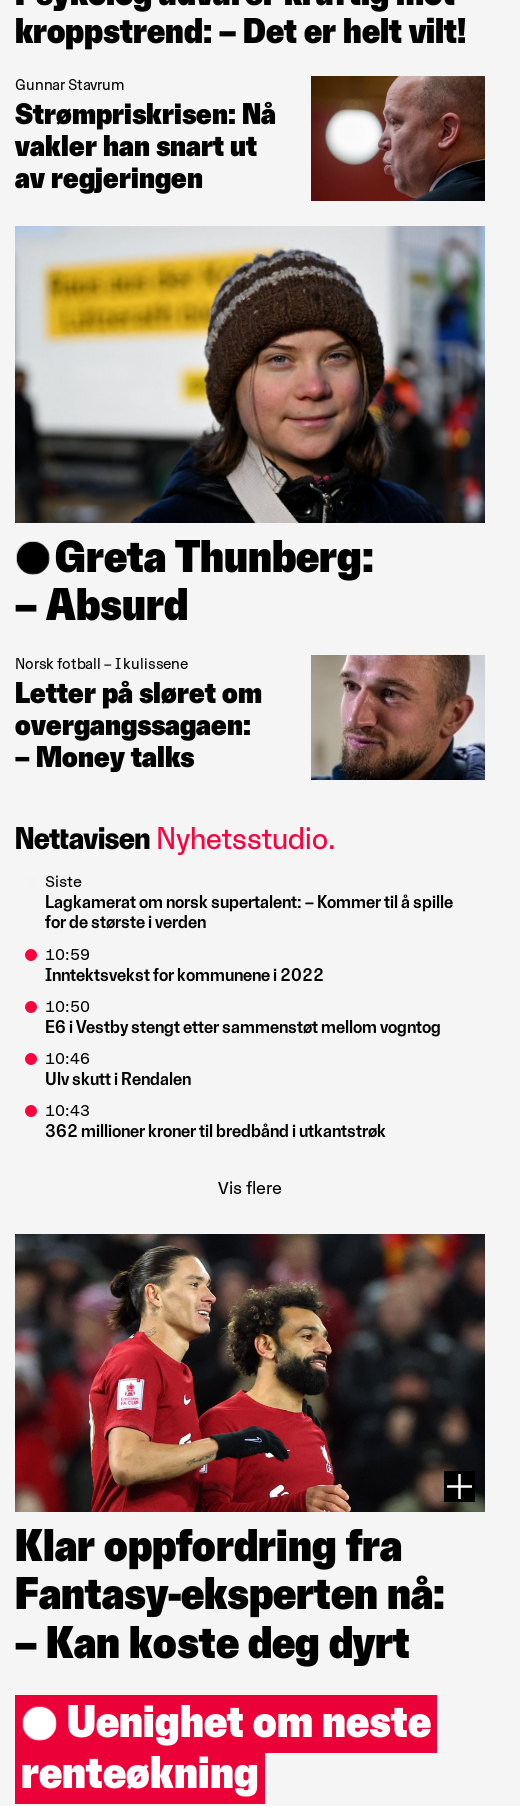 kroppstrend: – Det er helt vilt!
Gunnar Stavrum
Strømpriskrisen: Nå
vakler han snart ut
av regjeringen
Greta Thunberg:
– Absurd
Norsk fotball – I kulissene
Letter på sløret om
overgangssagaen:
– Money talks
Nettavisen Nyhetsstudio.
Siste
Lagkamerat om norsk supertalent: – Kommer til å spille
for de største i verden
10:59
Inntektsvekst for kommunene i 2022
10:50
E6 i Vestby stengt etter sammenstøt mellom vogntog
10:46
Ulv skutt i Rendalen
10:43
362 millioner kroner til bredbånd i utkantstrøk
Vis flere
Klar oppfordring fra
Fantasy-eksperten nå:
– Kan koste deg dyrt
Uenighet om neste
renteøkning